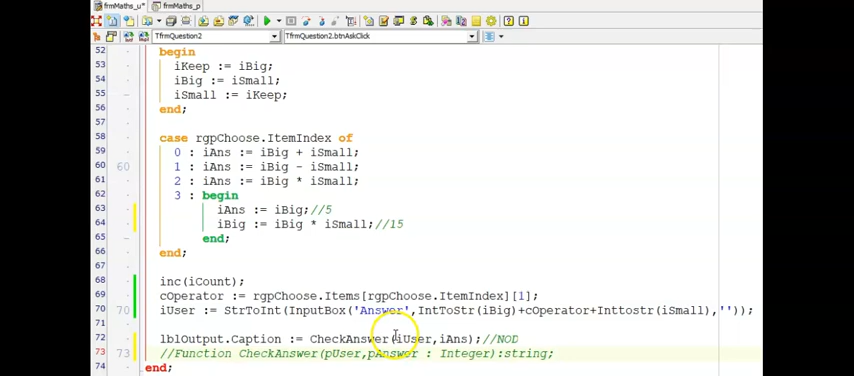 frmMaths_u* frmMaths_p
TfrmQuestion2 TfrmQuestion2.btnAskClick
52 begin
53 iKeep := iBig;
54 iBig := iSmall;
55 iSmall := iKeep;
56 end;
57
58 case rgpChoose.ItemIndex of
59 0 : iAns := iBig + iSmall;
60 60 1 : iAns := iBig - iSmall;
61 2 : iAns := iBig * iSmall;
62 3 : begin
63 iAns := iBig;//5
64 iBig := iBig * iSmall;//15
65 end;
66 end;
67
68 inc(iCount);
69 cOperator := rgpChoose.Items[rgpChoose.ItemIndex][1];
70 70 iUser := StrToInt(InputBox('Answer',IntToStr(iBig)+cOperator+Inttostr(iSmall),''));
71
72 lblOutput.Caption := CheckAnswer(iUser,iAns);//NOD
73 73 //Function CheckAnswer(pUser,pAnswor : Integer):string;
74 end;